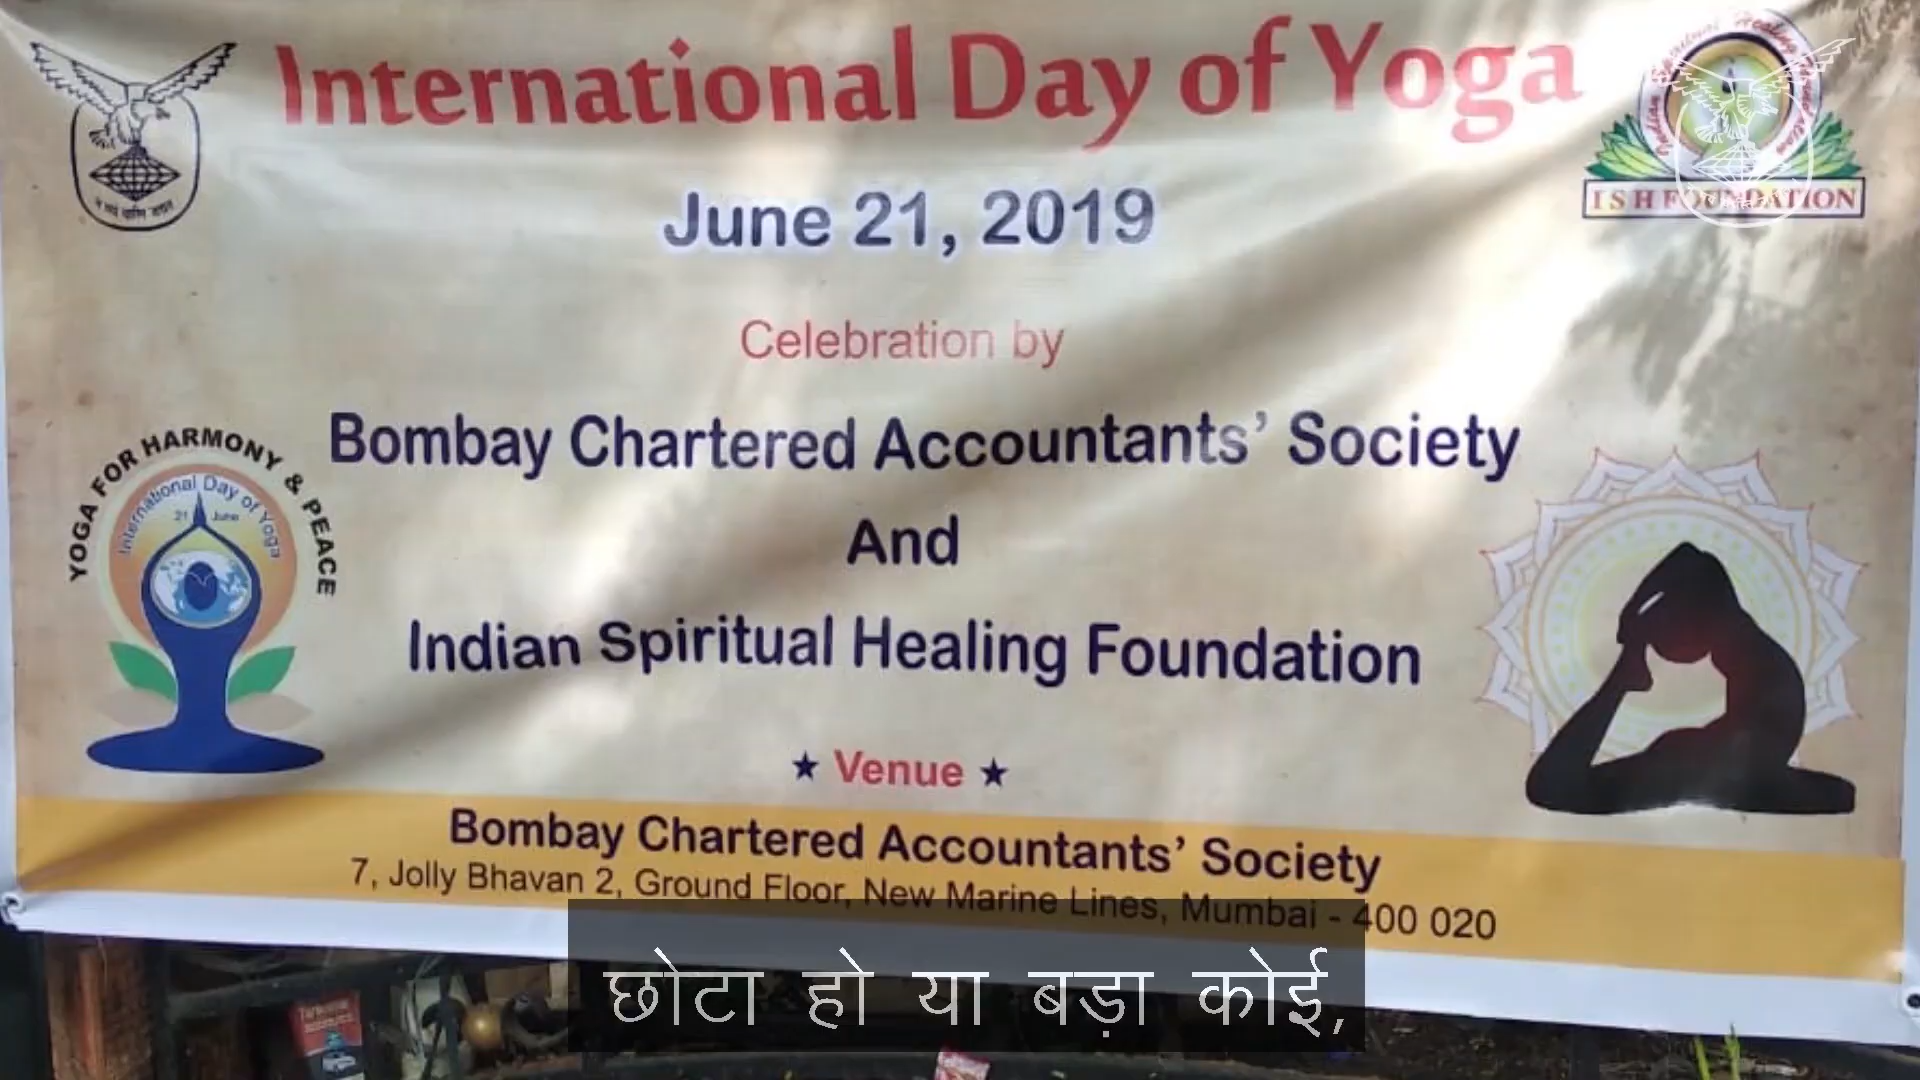 International Day of Yoga
June 21, 2019
I S H FOUNDATION
Celebration by
Bombay Chartered Accountants' Society
And
Indian Spiritual Healing Foundation
YOGA FOR HARMONY & PEACE
International Day of Yoga
21 June
★ Venue ★
Bombay Chartered Accountants' Society
7, Jolly Bhavan 2, Ground Floor, New Marine Lines, Mumbai - 400 020
छोटा हो या बड़ा कोई,